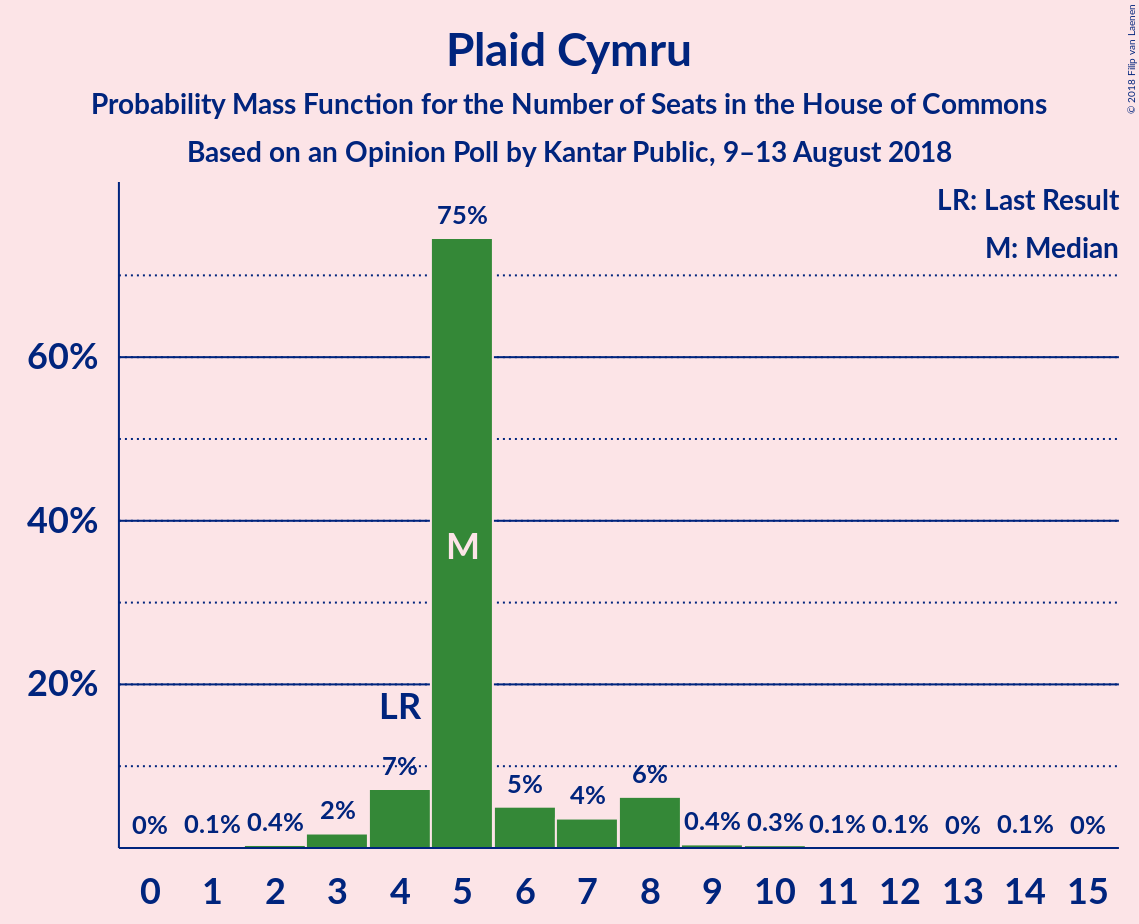 Plaid Cymru
Probability Mass Function for the Number of Seats in the House of Commons
Based on an Opinion Poll by Kantar Public, 9–13 August 2018
© 2018 Filip van Laenen
LR: Last Result
M: Median
75%
60%
40%
M
20%
LR
7%
6%
5%
4%
2%
0% 0.1% 0.4% 0.4% 0.3% 0.1% 0.1% 0% 0.1% 0%
0 1 2 3 4 5 6 7 8 9 10 11 12 13 14 15